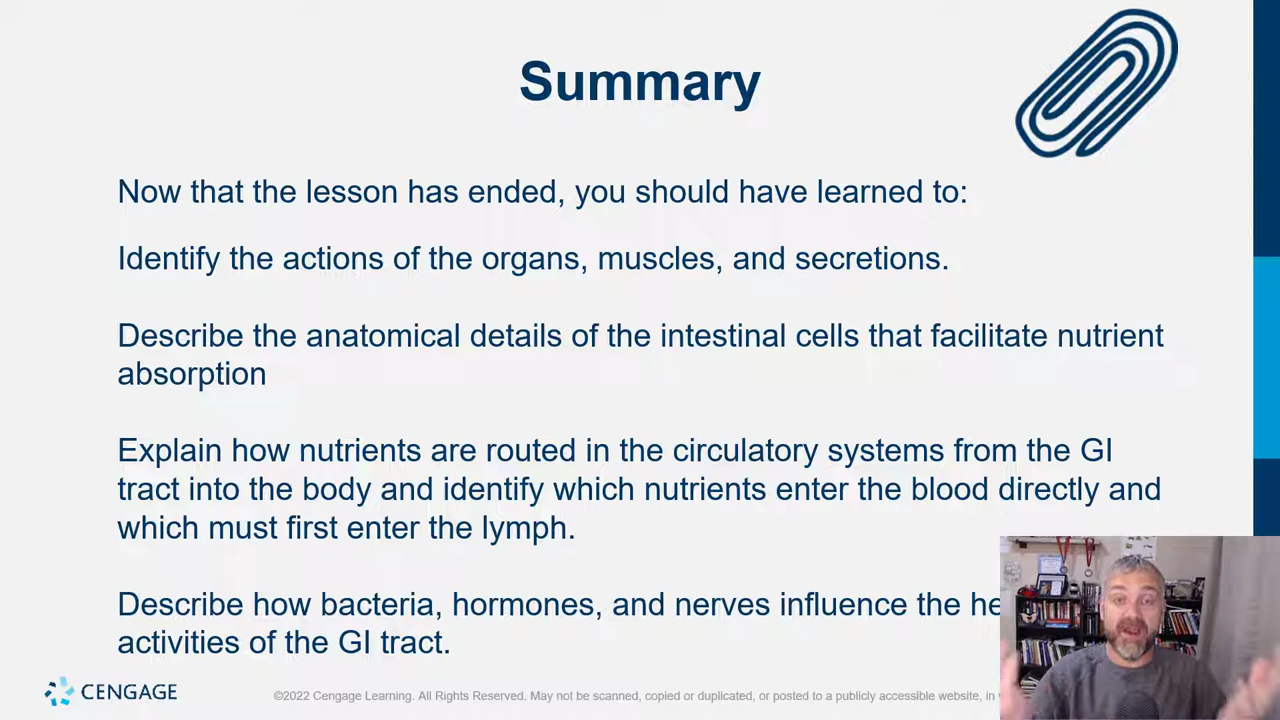 Summary
Now that the lesson has ended, you should have learned to:
Identify the actions of the organs, muscles, and secretions.
Describe the anatomical details of the intestinal cells that facilitate nutrient
absorption
Explain how nutrients are routed in the circulatory systems from the GI
tract into the body and identify which nutrients enter the blood directly and
which must first enter the lymph.
Describe how bacteria, hormones, and nerves influence the
activities of the GI tract.
CENGAGE
©2022 Cengage Learning. All Rights Reserved. May not be scanned, copied or duplicated, or posted to a publicly accessible website, in